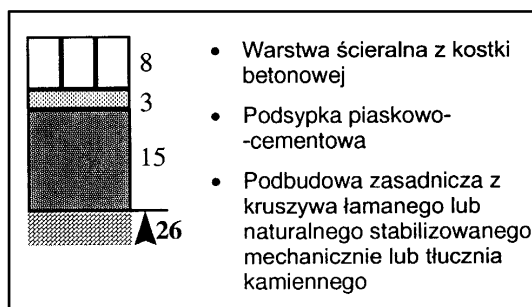 8
3
15
26
• Warstwa ścieralna z kostki
betonowej
• Podsypka piaskowo-
-cementowa
• Podbudowa zasadnicza z
kruszywa łamanego lub
naturalnego stabilizowanego
mechanicznie lub tłucznia
kamiennego